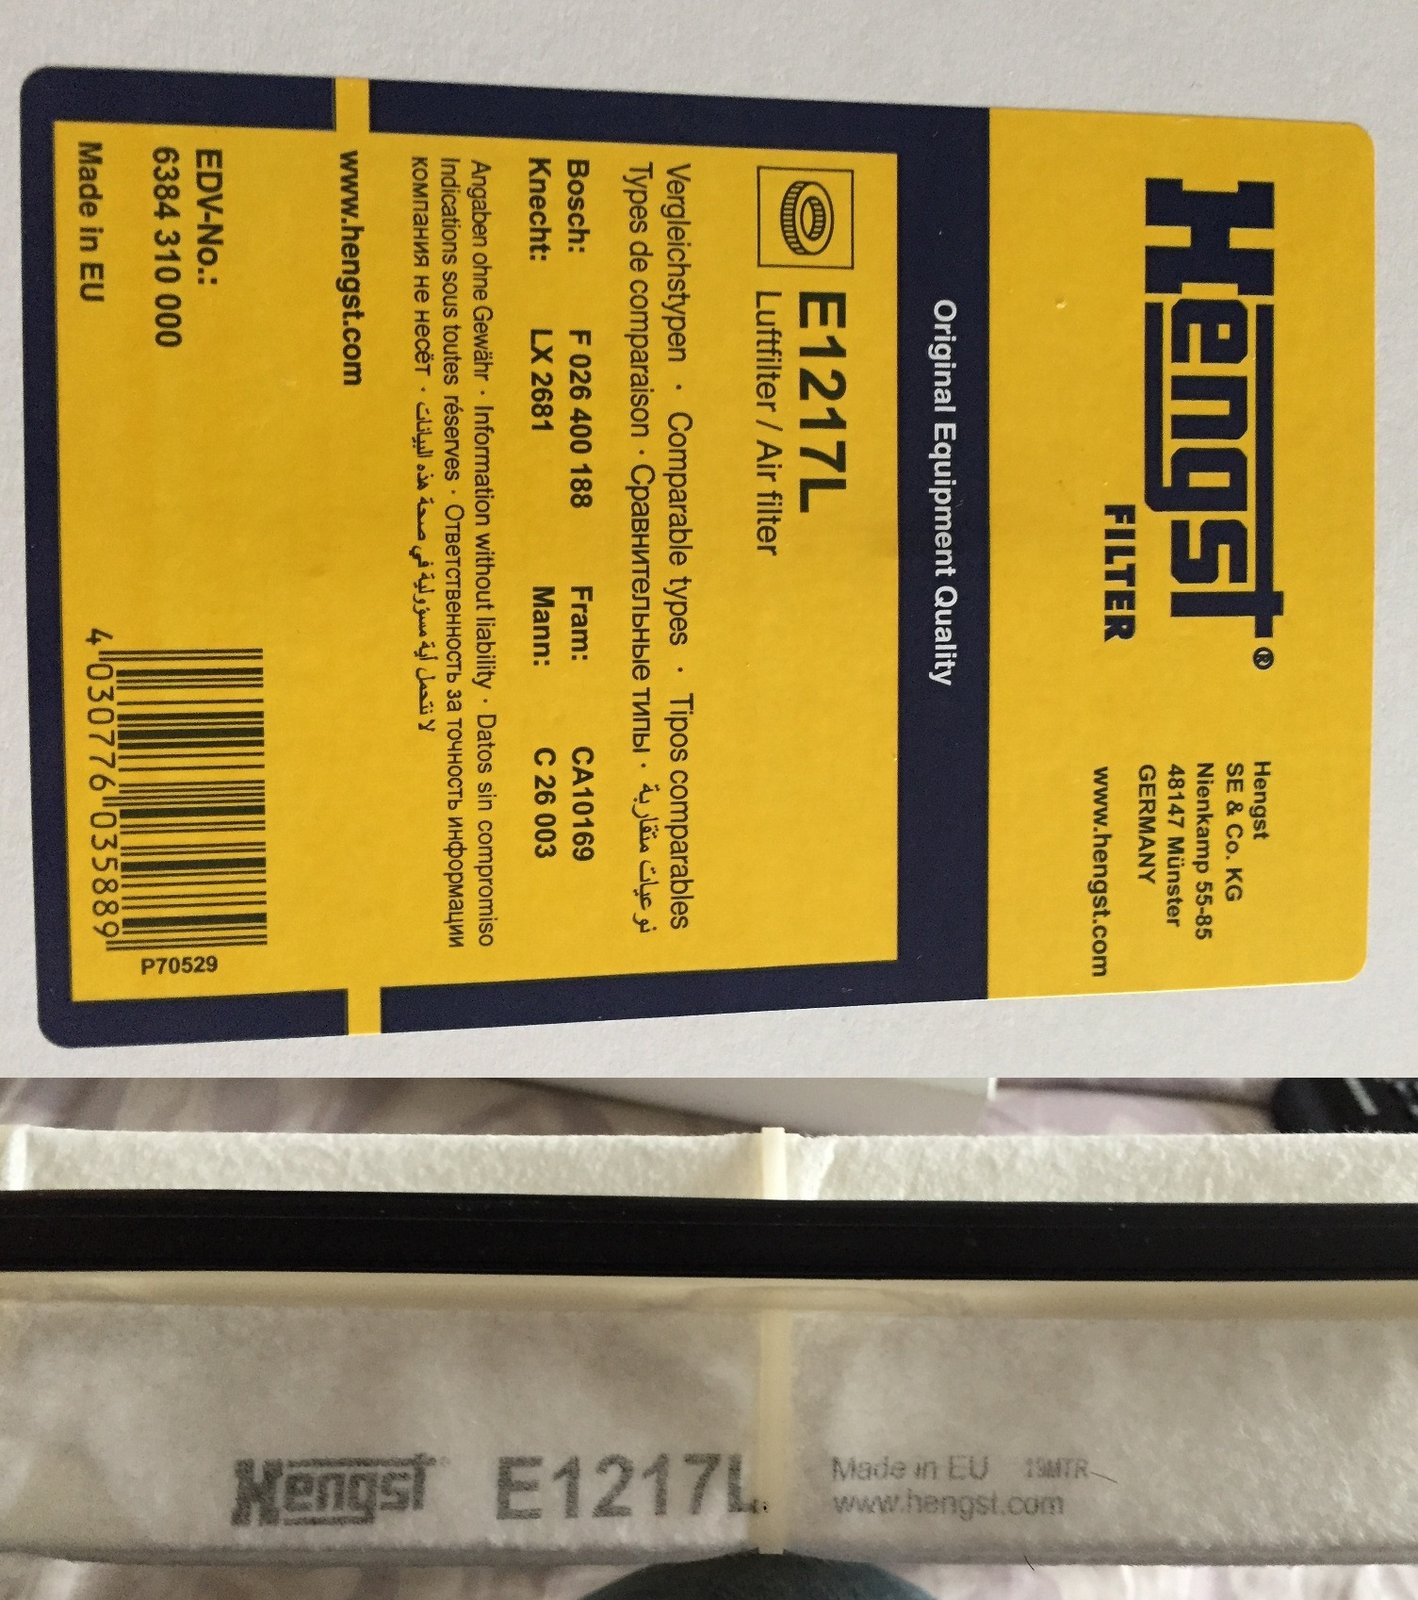 Hengst®
FILTER
Hengst
SE & Co. KG
Nienkamp 55-85
48147 Münster
GERMANY
www.hengst.com
Original Equipment Quality
E1217L
Luftfilter / Air filter
Vergleichstypen · Comparable types · Tipos comparables
Types de comparaison · Сравнительные типы · نوعيات متقاربة
Bosch: F 026 400 188 Fram: CA10169
Knecht: LX 2681 Mann: C 26 003
Angaben ohne Gewähr · Information without liability · Datos sin compromiso
Indications sous toutes réserves · Ответственность за точность информации
компания не несёт · لا نتحمل أية مسؤولية في صحة هذه البيانات
www.hengst.com
EDV-No.:
6384 310 000
Made in EU
4 030776 035889
P70529
Hengst E1217L Made in EU 19MTR
www.hengst.com